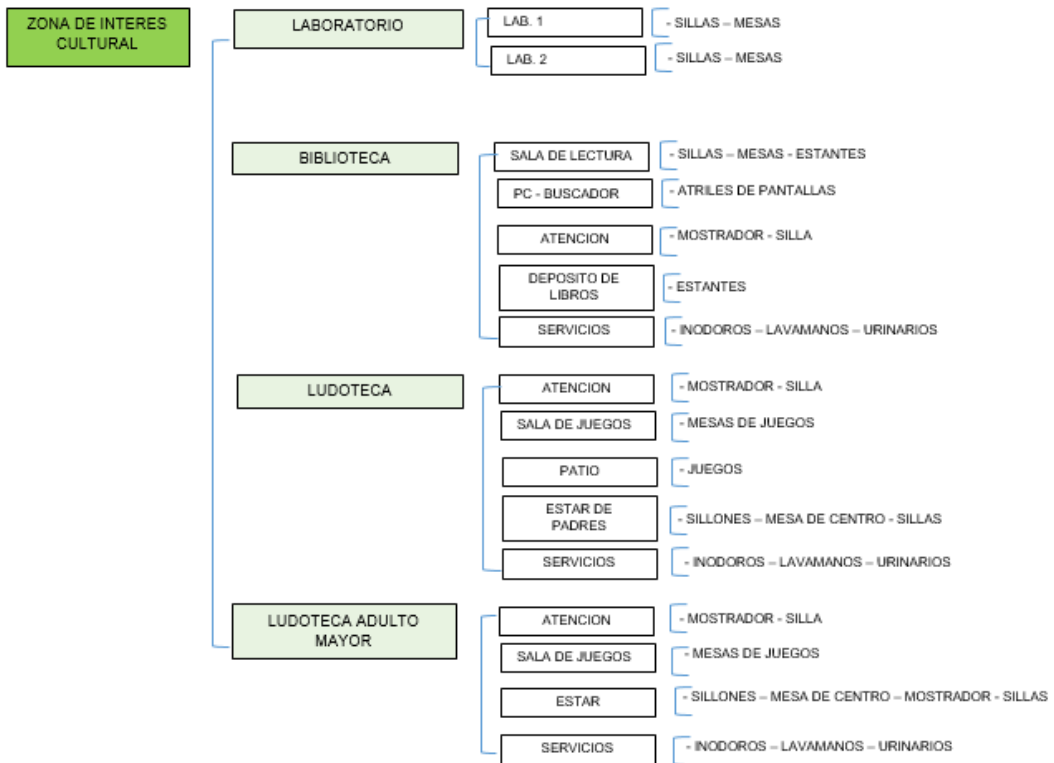 ZONA DE INTERES
CULTURAL
LABORATORIO
LAB. 1
- SILLAS – MESAS
LAB. 2
- SILLAS – MESAS
BIBLIOTECA
SALA DE LECTURA
- SILLAS – MESAS - ESTANTES
PC - BUSCADOR
- ATRILES DE PANTALLAS
ATENCION
- MOSTRADOR - SILLA
DEPOSITO DE
LIBROS
- ESTANTES
SERVICIOS
- INODOROS – LAVAMANOS – URINARIOS
LUDOTECA
ATENCION
- MOSTRADOR - SILLA
SALA DE JUEGOS
- MESAS DE JUEGOS
PATIO
- JUEGOS
ESTAR DE
PADRES
- SILLONES – MESA DE CENTRO - SILLAS
SERVICIOS
- INODOROS – LAVAMANOS – URINARIOS
LUDOTECA ADULTO
MAYOR
ATENCION
- MOSTRADOR - SILLA
SALA DE JUEGOS
- MESAS DE JUEGOS
ESTAR
- SILLONES – MESA DE CENTRO – MOSTRADOR - SILLAS
SERVICIOS
- INODOROS – LAVAMANOS – URINARIOS